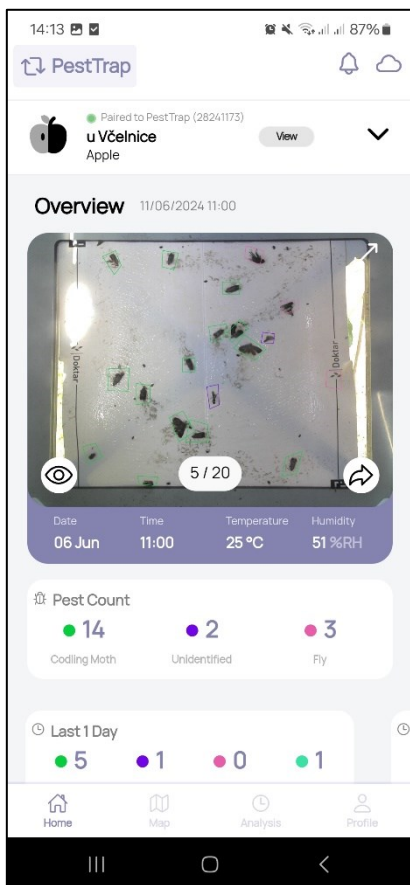 14:13 87%
PestTrap
Paired to PestTrap (28241173)
u Včelnice View
Apple
Overview 11/06/2024 11:00
Doktar
Doktar
5 / 20
Date Time Temperature Humidity
06 Jun 11:00 25 °C 51 %RH
Pest Count
14 2 3
Codling Moth Unidentified Fly
Last 1 Day
5 1 0 1
Home Map Analysis Profile